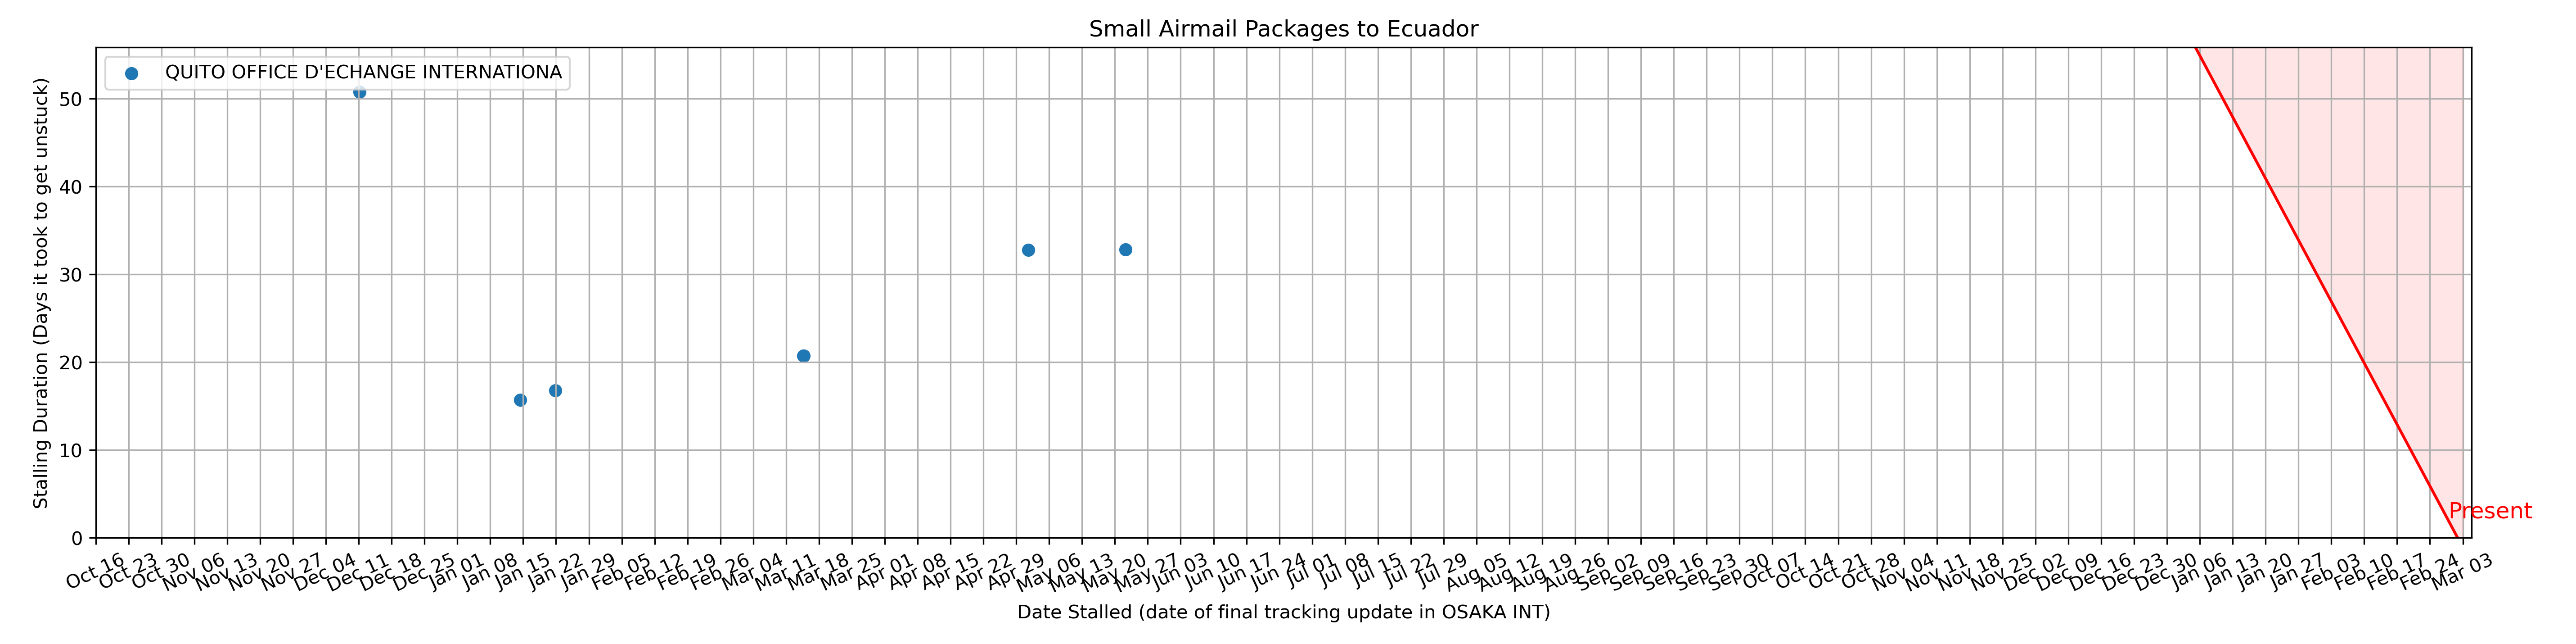 Small Airmail Packages to Ecuador
QUITO OFFICE D'ECHANGE INTERNATIONA
Stalling Duration (Days it took to get unstuck)
50
40
30
20
10
0
Present
Oct 16 Oct 23 Oct 30 Nov 06 Nov 13 Nov 20 Nov 27 Dec 04 Dec 11 Dec 18 Dec 25 Jan 01 Jan 08 Jan 15 Jan 22 Jan 29 Feb 05 Feb 12 Feb 19 Feb 26 Mar 04 Mar 11 Mar 18 Mar 25 Apr 01 Apr 08 Apr 15 Apr 22 Apr 29 May 06 May 13 May 20 May 27 Jun 03 Jun 10 Jun 17 Jun 24 Jul 01 Jul 08 Jul 15 Jul 22 Jul 29 Aug 05 Aug 12 Aug 19 Aug 26 Sep 02 Sep 09 Sep 16 Sep 23 Sep 30 Oct 07 Oct 14 Oct 21 Oct 28 Nov 04 Nov 11 Nov 18 Nov 25 Dec 02 Dec 09 Dec 16 Dec 23 Dec 30 Jan 06 Jan 13 Jan 20 Jan 27 Feb 03 Feb 10 Feb 17 Feb 24 Mar 03
Date Stalled (date of final tracking update in OSAKA INT)